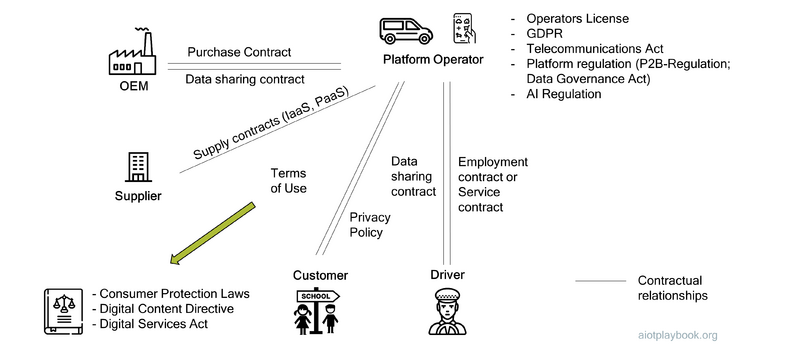 Purchase Contract
Data sharing contract
OEM
Platform Operator
- Operators License
- GDPR
- Telecommunications Act
- Platform regulation (P2B-Regulation;
Data Governance Act)
- AI Regulation
Supply contracts (IaaS, PaaS)
Supplier
Terms
of Use
Data
sharing
contract
Employment
contract or
Service
contract
Privacy
Policy
Customer
SCHOOL
Driver
- Consumer Protection Laws
- Digital Content Directive
- Digital Services Act
Contractual
relationships
aiotplaybook.org